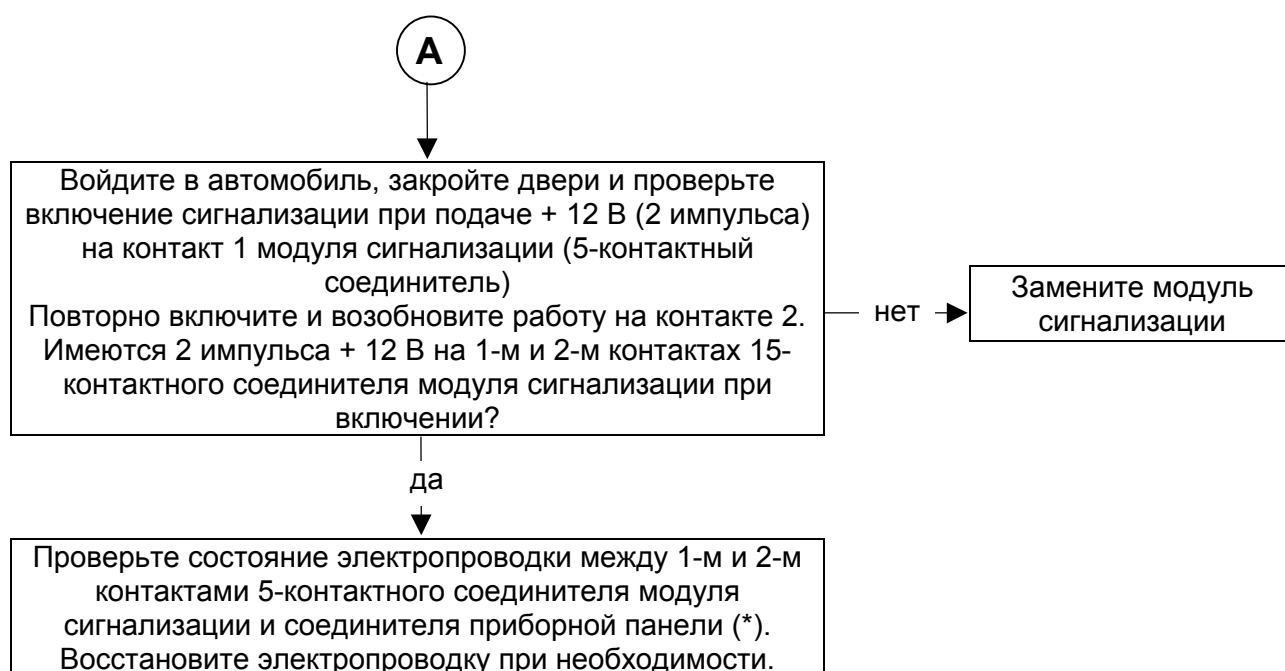 A
Войдите в автомобиль, закройте двери и проверьте
включение сигнализации при подаче + 12 В (2 импульса)
на контакт 1 модуля сигнализации (5-контактный
соединитель)
Повторно включите и возобновите работу на контакте 2.
Имеются 2 импульса + 12 В на 1-м и 2-м контактах 15-
контактного соединителя модуля сигнализации при
включении?
нет
Замените модуль
сигнализации
да
Проверьте состояние электропроводки между 1-м и 2-м
контактами 5-контактного соединителя модуля
сигнализации и соединителя приборной панели (*).
Восстановите электропроводку при необходимости.